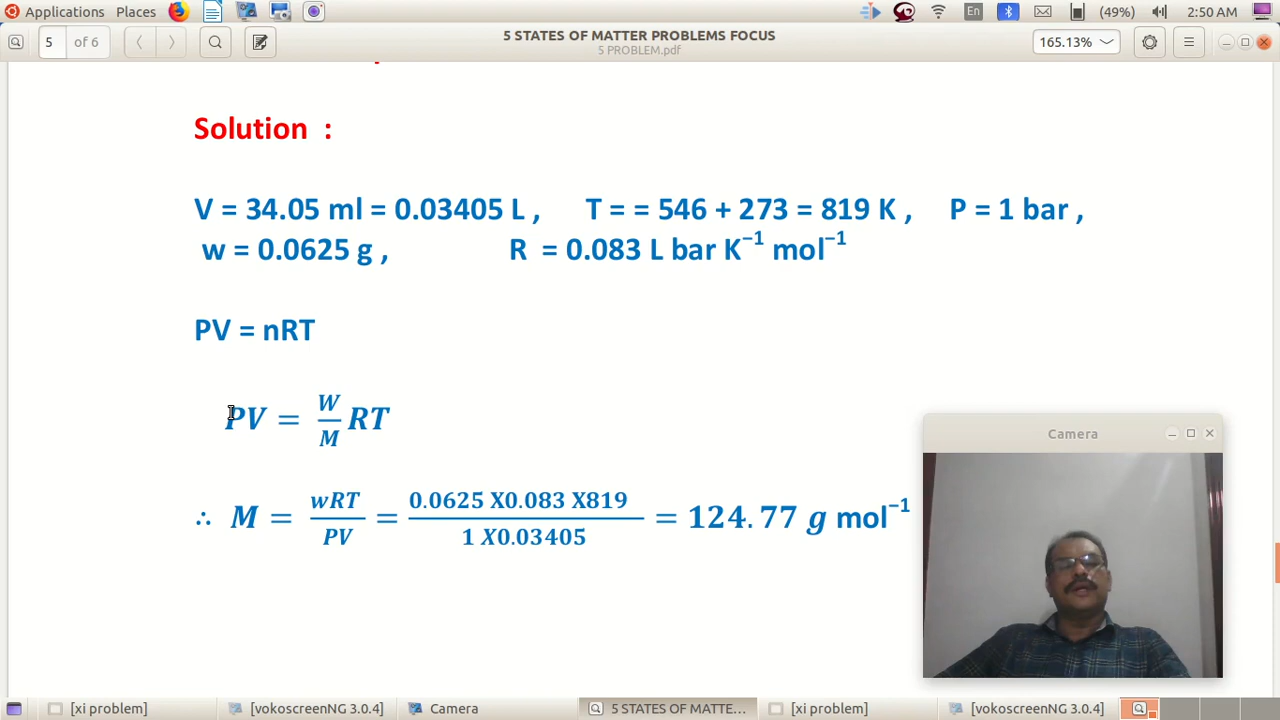 Applications Places En (49%) 2:50 AM
5 of 6 5 STATES OF MATTER PROBLEMS FOCUS 165.13%
5 PROBLEM.pdf
Solution :
V = 34.05 ml = 0.03405 L , T = = 546 + 273 = 819 K , P = 1 bar ,
w = 0.0625 g , R = 0.083 L bar K⁻¹ mol⁻¹
PV = nRT
PV = W/M RT
∴ M = wRT/PV = 0.0625 X0.083 X819 / 1 X0.03405 = 124.77 g mol⁻¹
Camera
[xi problem] [vokoscreenNG 3.0.4] Camera 5 STATES OF MATTE... [xi problem] [vokoscreenNG 3.0.4]